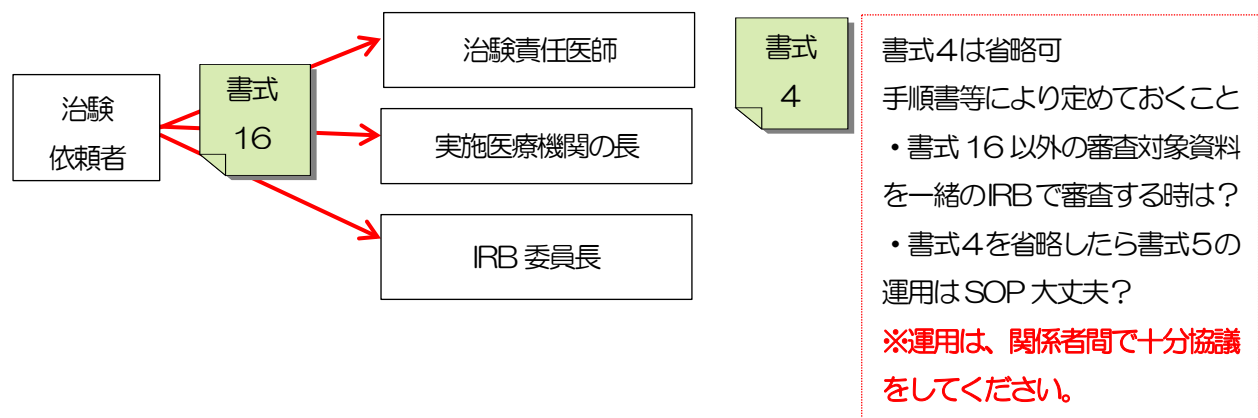 治験
依頼者
書式
16
治験責任医師
実施医療機関の長
IRB 委員長
書式
4
書式４は省略可
手順書等により定めておくこと
・書式 16 以外の審査対象資料
を一緒のIRBで審査する時は？
・書式４を省略したら書式５の
運用は SOP 大丈夫？
※運用は、関係者間で十分協議
をしてください。